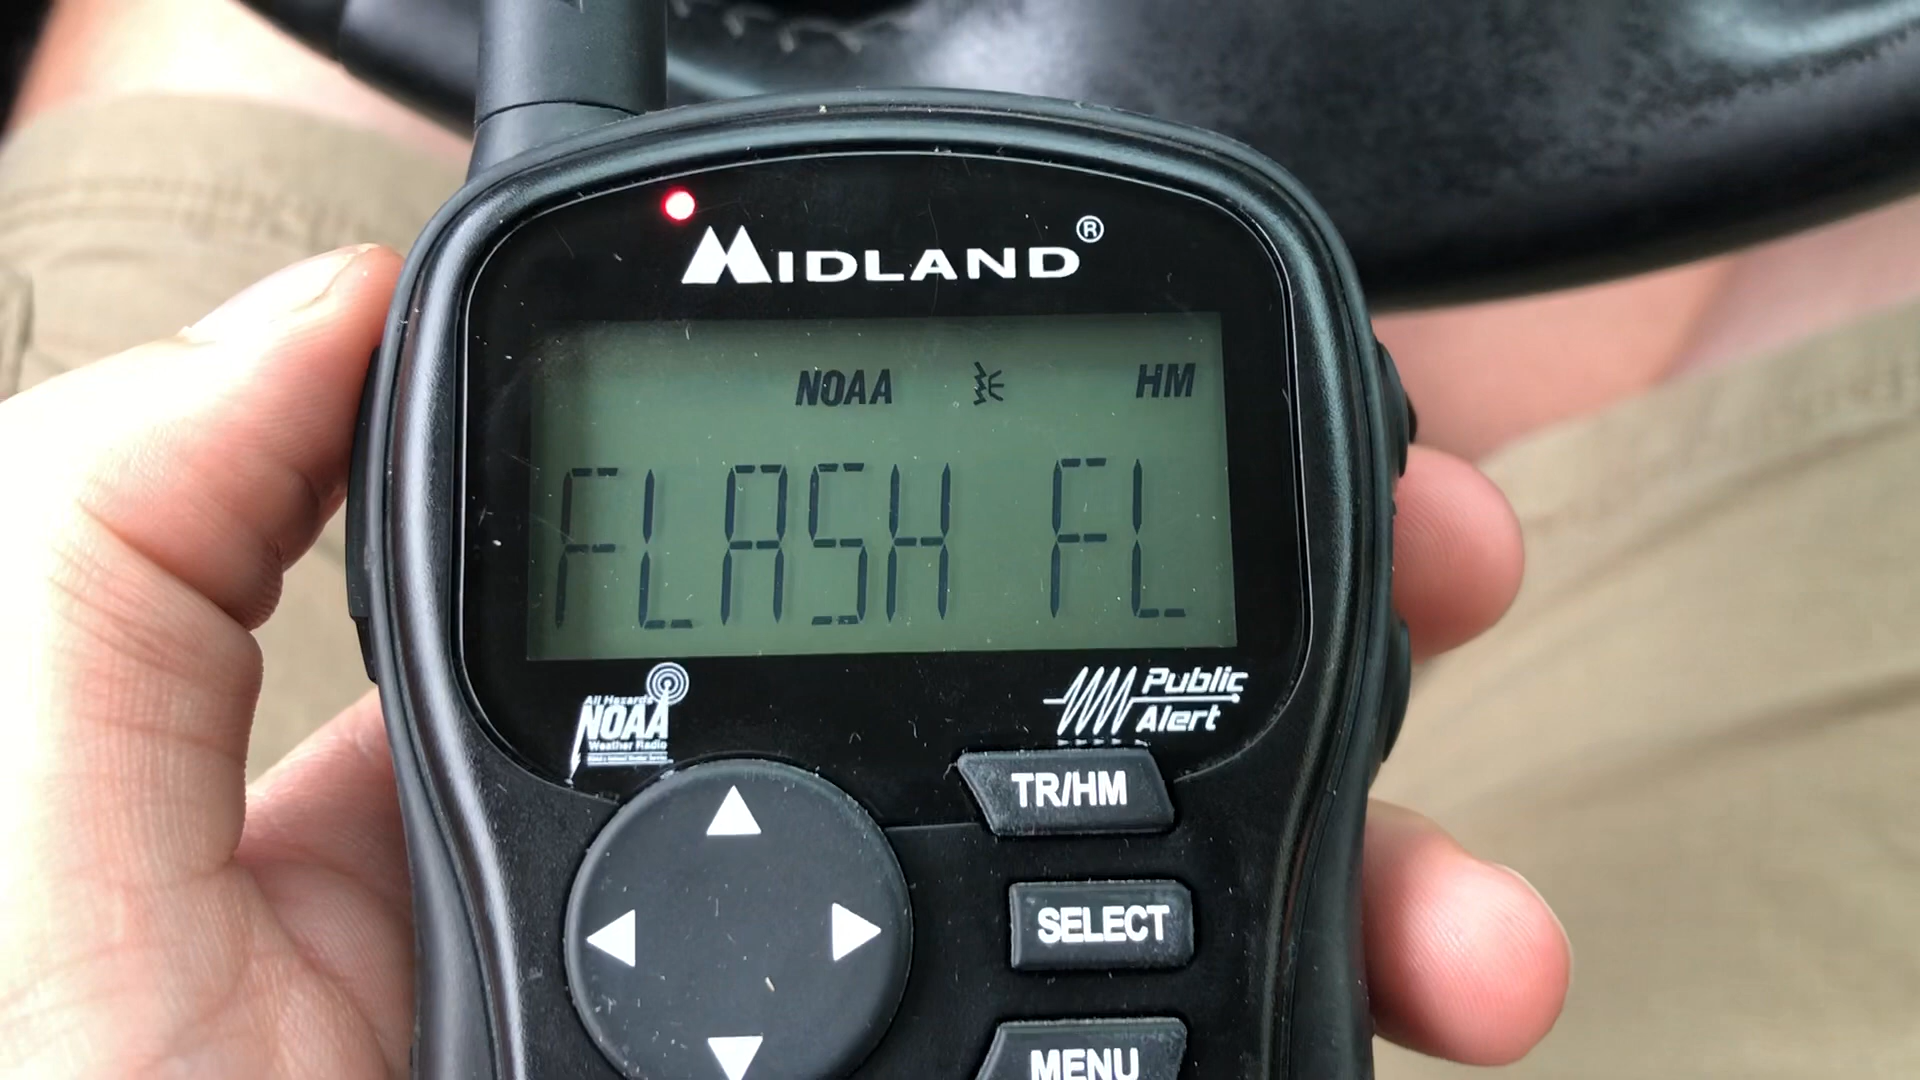 MIDLAND®
NOAA HM
FLASH FL
All Hazards
NOAA
Weather Radio
Public
Alert
TR/HM
SELECT
MENU